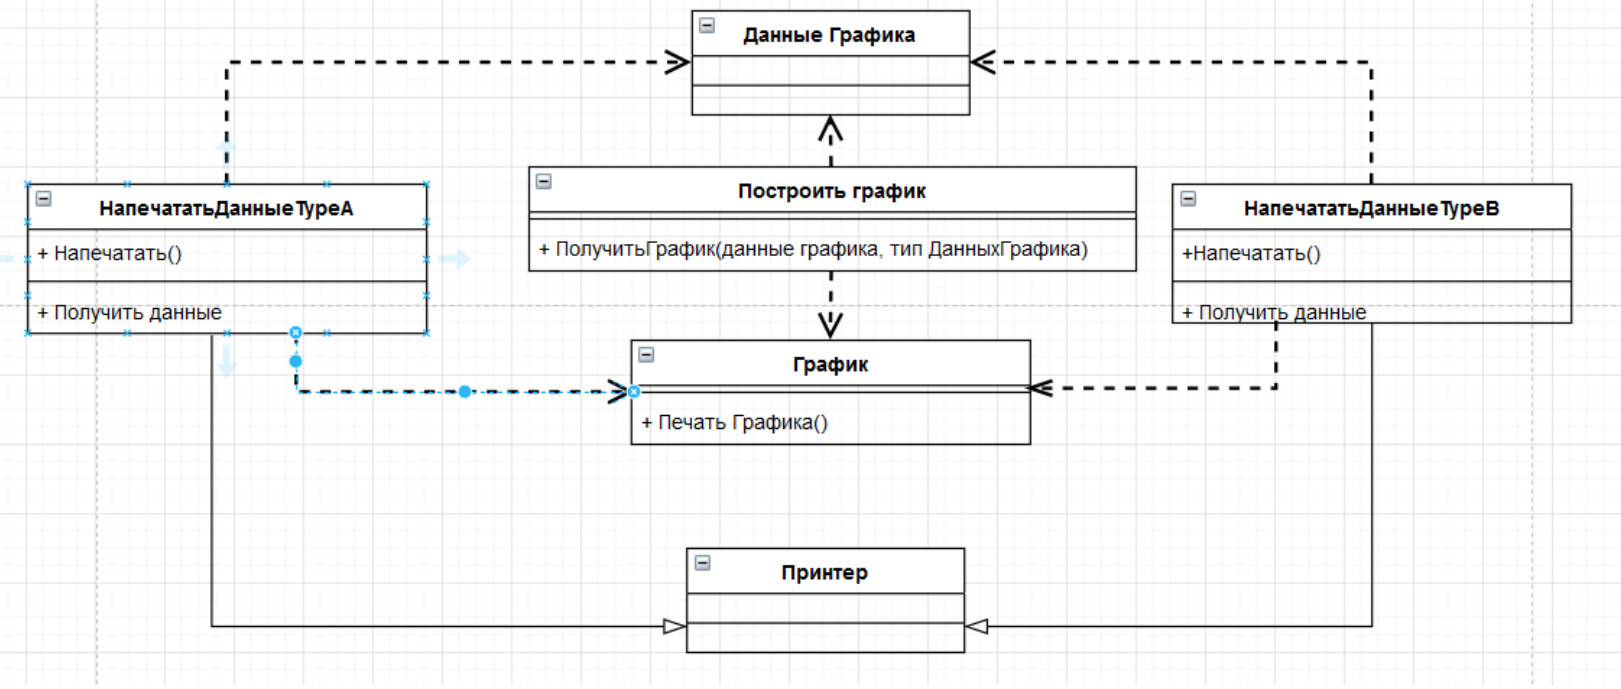 Данные Графика
Построить график
+ ПолучитьГрафик(данные графика, тип ДанныхГрафика)
НапечататьДанныеTypeA
+ Напечатать()
+ Получить данные
НапечататьДанныеTypeB
+Напечатать()
+ Получить данные
График
+ Печать Графика()
Принтер